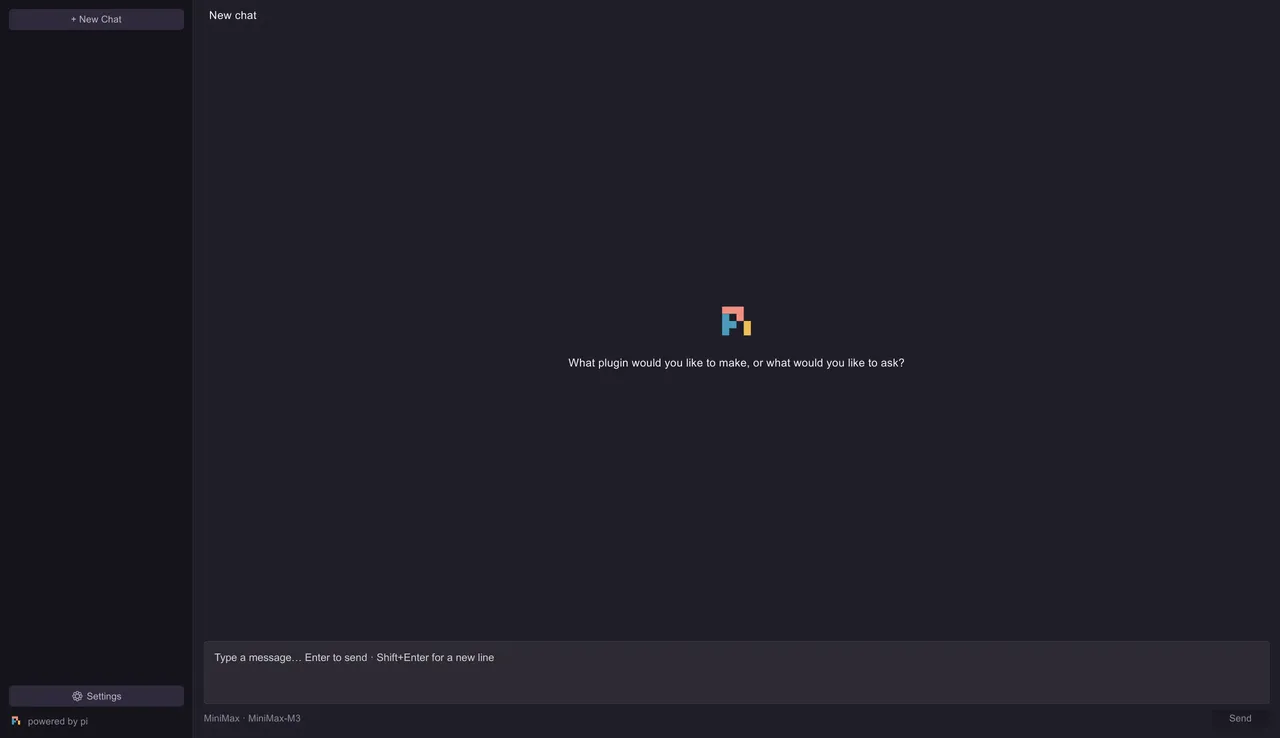 + New Chat
New chat
What plugin would you like to make, or what would you like to ask?
Type a message… Enter to send · Shift+Enter for a new line
Settings
powered by pi
MiniMax · MiniMax-M3
Send